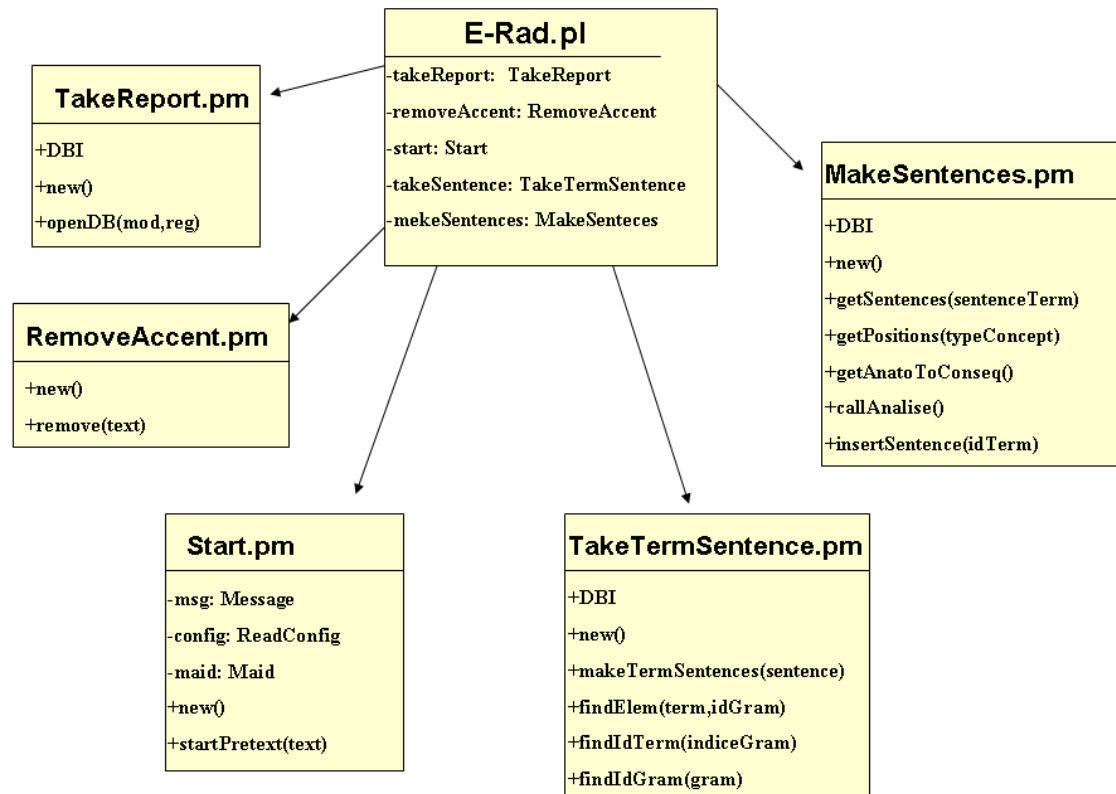 E-Rad.pl
-takeReport: TakeReport
-removeAccent: RemoveAccent
-start: Start
-takeSentence: TakeTermSentence
-mekeSentences: MakeSenteces
TakeReport.pm
+DBI
+new()
+openDB(mod,reg)
MakeSentences.pm
+DBI
+new()
+getSentences(sentenceTerm)
+getPositions(typeConcept)
+getAnatoToConseq()
+callAnalise()
+insertSentence(idTerm)
RemoveAccent.pm
+new()
+remove(text)
Start.pm
-msg: Message
-config: ReadConfig
-maid: Maid
+new()
+startPretext(text)
TakeTermSentence.pm
+DBI
+new()
+makeTermSentences(sentence)
+findElem(term,idGram)
+findIdTerm(indiceGram)
+findIdGram(gram)